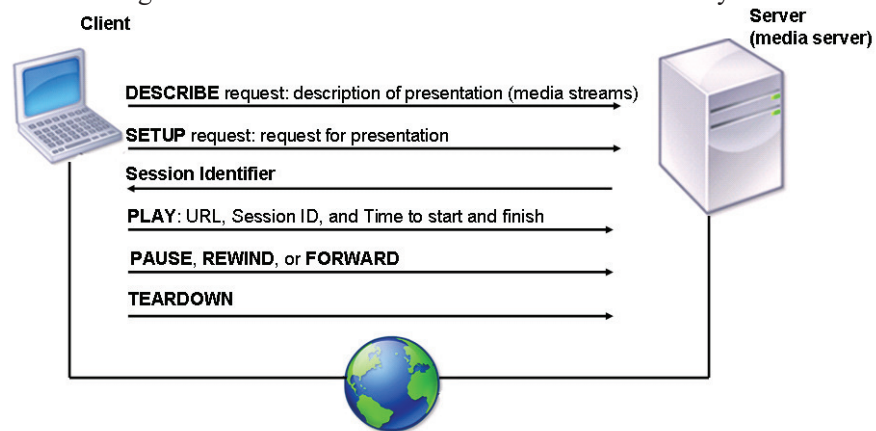 Client
Server
(media server)
DESCRIBE request: description of presentation (media streams)
SETUP request: request for presentation
Session Identifier
PLAY: URL, Session ID, and Time to start and finish
PAUSE, REWIND, or FORWARD
TEARDOWN